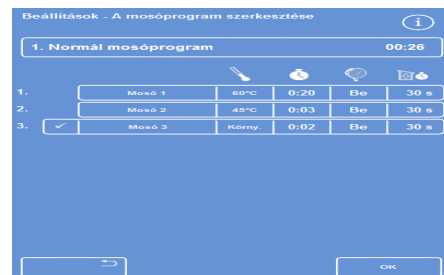 Beállítások - A mosóprogram szerkesztése
i
1. Normál mosóprogram 00:26
1. Mosó 1 60°C 0:20 Be 30 s
2. Mosó 2 45°C 0:03 Be 30 s
3. Mosó 3 Körny. 0:02 Be 30 s
OK